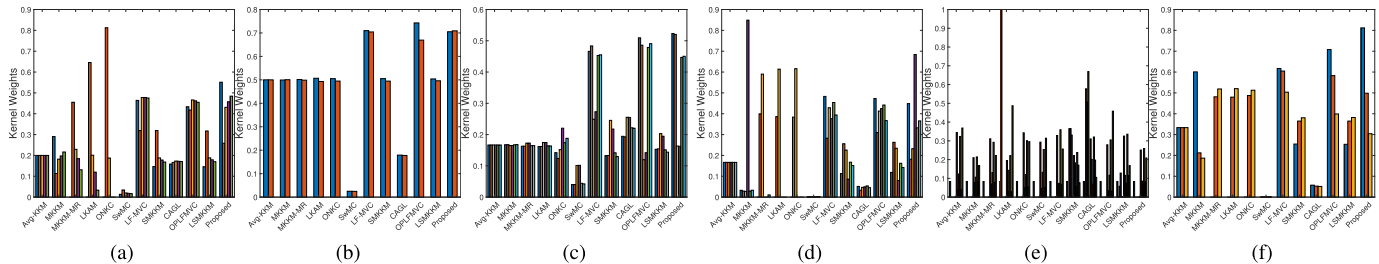 0.9
0.8
0.7
0.6
0.5
0.4
0.3
0.2
0.1
0
Kernel Weights
Avg-KKM
MKKM
MKKM-MR
LKAM
ONKC
SwMC
LF-MVC
SMKKM
CAGL
OPLFMVC
LSMKKM
Proposed
(a)
0.8
0.7
0.6
0.5
0.4
0.3
0.2
0.1
0
Kernel Weights
Avg-KKM
MKKM
MKKM-MR
LKAM
ONKC
SwMC
LF-MVC
SMKKM
CAGL
OPLFMVC
LSMKKM
Proposed
(b)
0.6
0.5
0.4
0.3
0.2
0.1
0
Kernel Weights
Avg-KKM
MKKM
MKKM-MR
LKAM
ONKC
SwMC
LF-MVC
SMKKM
CAGL
OPLFMVC
LSMKKM
Proposed
(c)
0.9
0.8
0.7
0.6
0.5
0.4
0.3
0.2
0.1
0
Kernel Weights
Avg-KKM
MKKM
MKKM-MR
LKAM
ONKC
SwMC
LF-MVC
SMKKM
CAGL
OPLFMVC
LSMKKM
Proposed
(d)
1
0.9
0.8
0.7
0.6
0.5
0.4
0.3
0.2
0.1
0
Kernel Weights
Avg-KKM
MKKM
MKKM-MR
LKAM
ONKC
SwMC
LF-MVC
SMKKM
CAGL
OPLFMVC
LSMKKM
Proposed
(e)
0.9
0.8
0.7
0.6
0.5
0.4
0.3
0.2
0.1
0
Kernel Weights
Avg-KKM
MKKM
MKKM-MR
LKAM
ONKC
SwMC
LF-MVC
SMKKM
CAGL
OPLFMVC
LSMKKM
Proposed
(f)